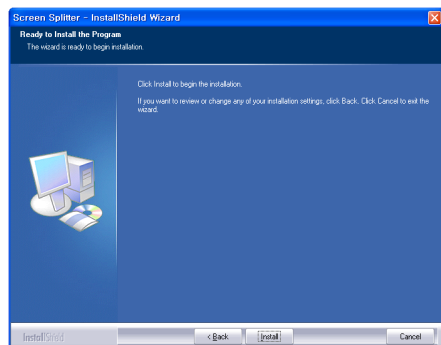 Screen Splitter - InstallShield Wizard
Ready to Install the Program
The wizard is ready to begin installation.
Click Install to begin the installation.
If you want to review or change any of your installation settings, click Back. Click Cancel to exit the
wizard.
InstallShield
< Back
Install
Cancel